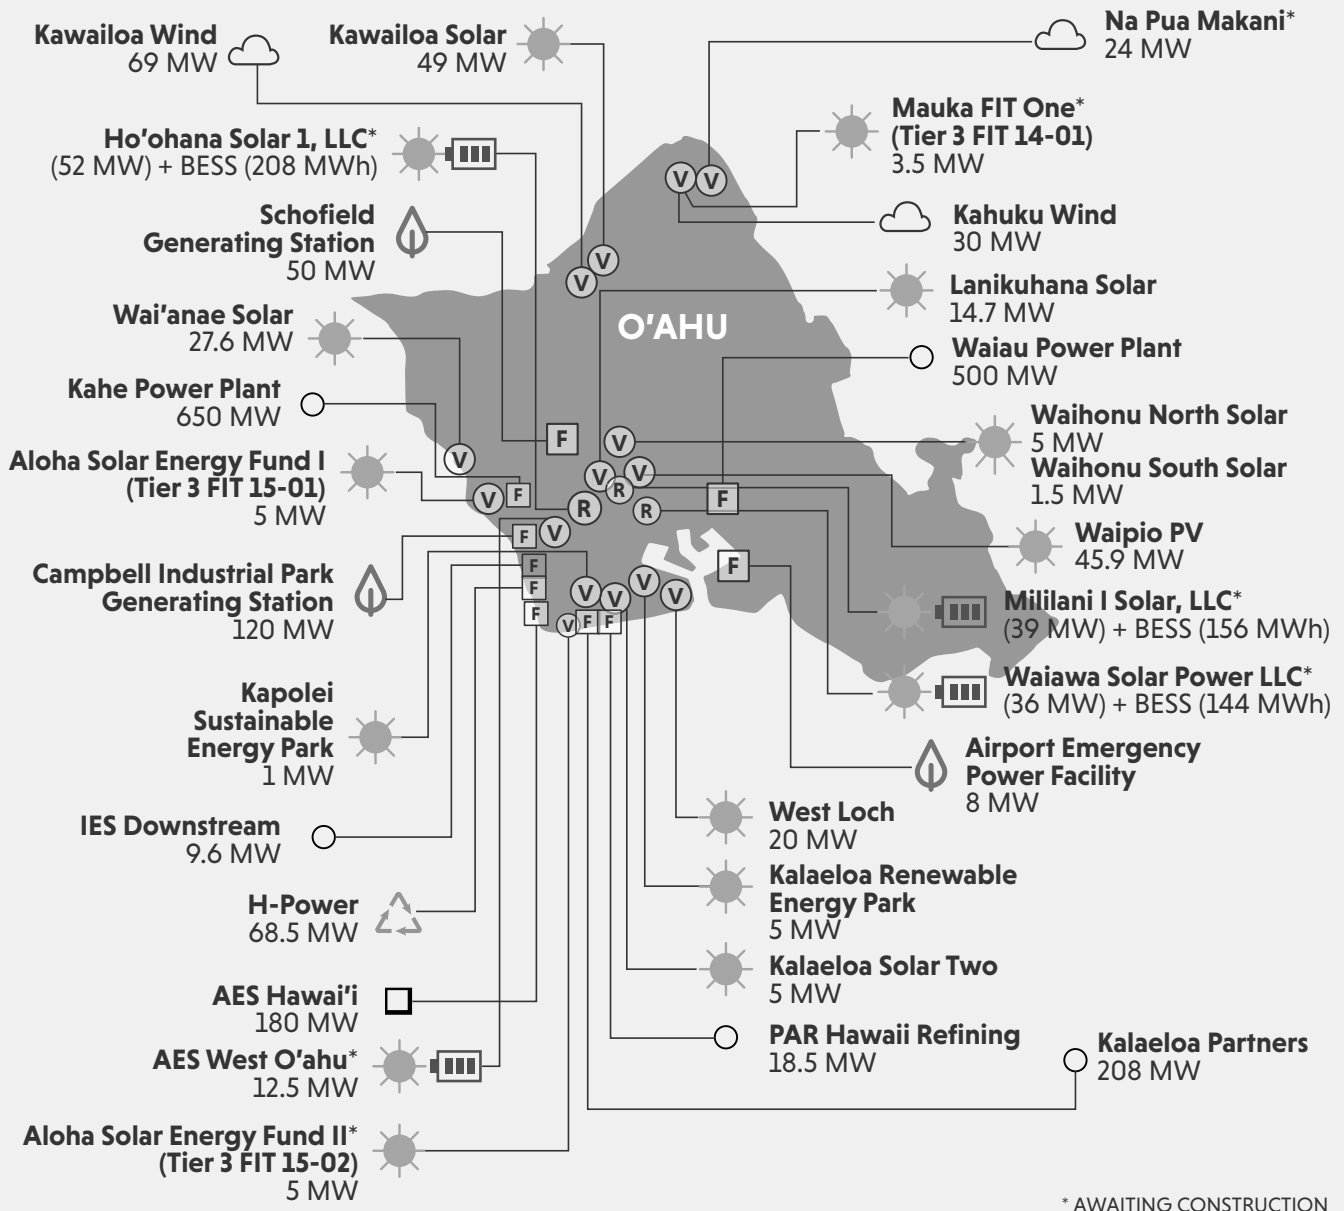 Kawailoa Wind
69 MW
Kawailoa Solar
49 MW
Ho'ohana Solar 1, LLC*
(52 MW) + BESS (208 MWh)
Schofield
Generating Station
50 MW
Wai'anae Solar
27.6 MW
Kahe Power Plant
650 MW
Aloha Solar Energy Fund I
(Tier 3 FIT 15-01)
5 MW
Campbell Industrial Park
Generating Station
120 MW
Kapolei
Sustainable
Energy Park
1 MW
IES Downstream
9.6 MW
H-Power
68.5 MW
AES Hawai'i
180 MW
AES West O'ahu*
12.5 MW
Aloha Solar Energy Fund II*
(Tier 3 FIT 15-02)
5 MW
O'AHU
V
V
V
V
F
V
V
V
V
R
V
F
R
R
F
F
V
F
F
F
F
V
V
V
V
V
F
F
Na Pua Makani*
24 MW
Mauka FIT One*
(Tier 3 FIT 14-01)
3.5 MW
Kahuku Wind
30 MW
Lanikuhana Solar
14.7 MW
Waiau Power Plant
500 MW
Waihonu North Solar
5 MW
Waihonu South Solar
1.5 MW
Waipio PV
45.9 MW
Mililani I Solar, LLC*
(39 MW) + BESS (156 MWh)
Waiawa Solar Power LLC*
(36 MW) + BESS (144 MWh)
Airport Emergency
Power Facility
8 MW
West Loch
20 MW
Kalaeloa Renewable
Energy Park
5 MW
Kalaeloa Solar Two
5 MW
PAR Hawaii Refining
18.5 MW
Kalaeloa Partners
208 MW
* AWAITING CONSTRUCTION